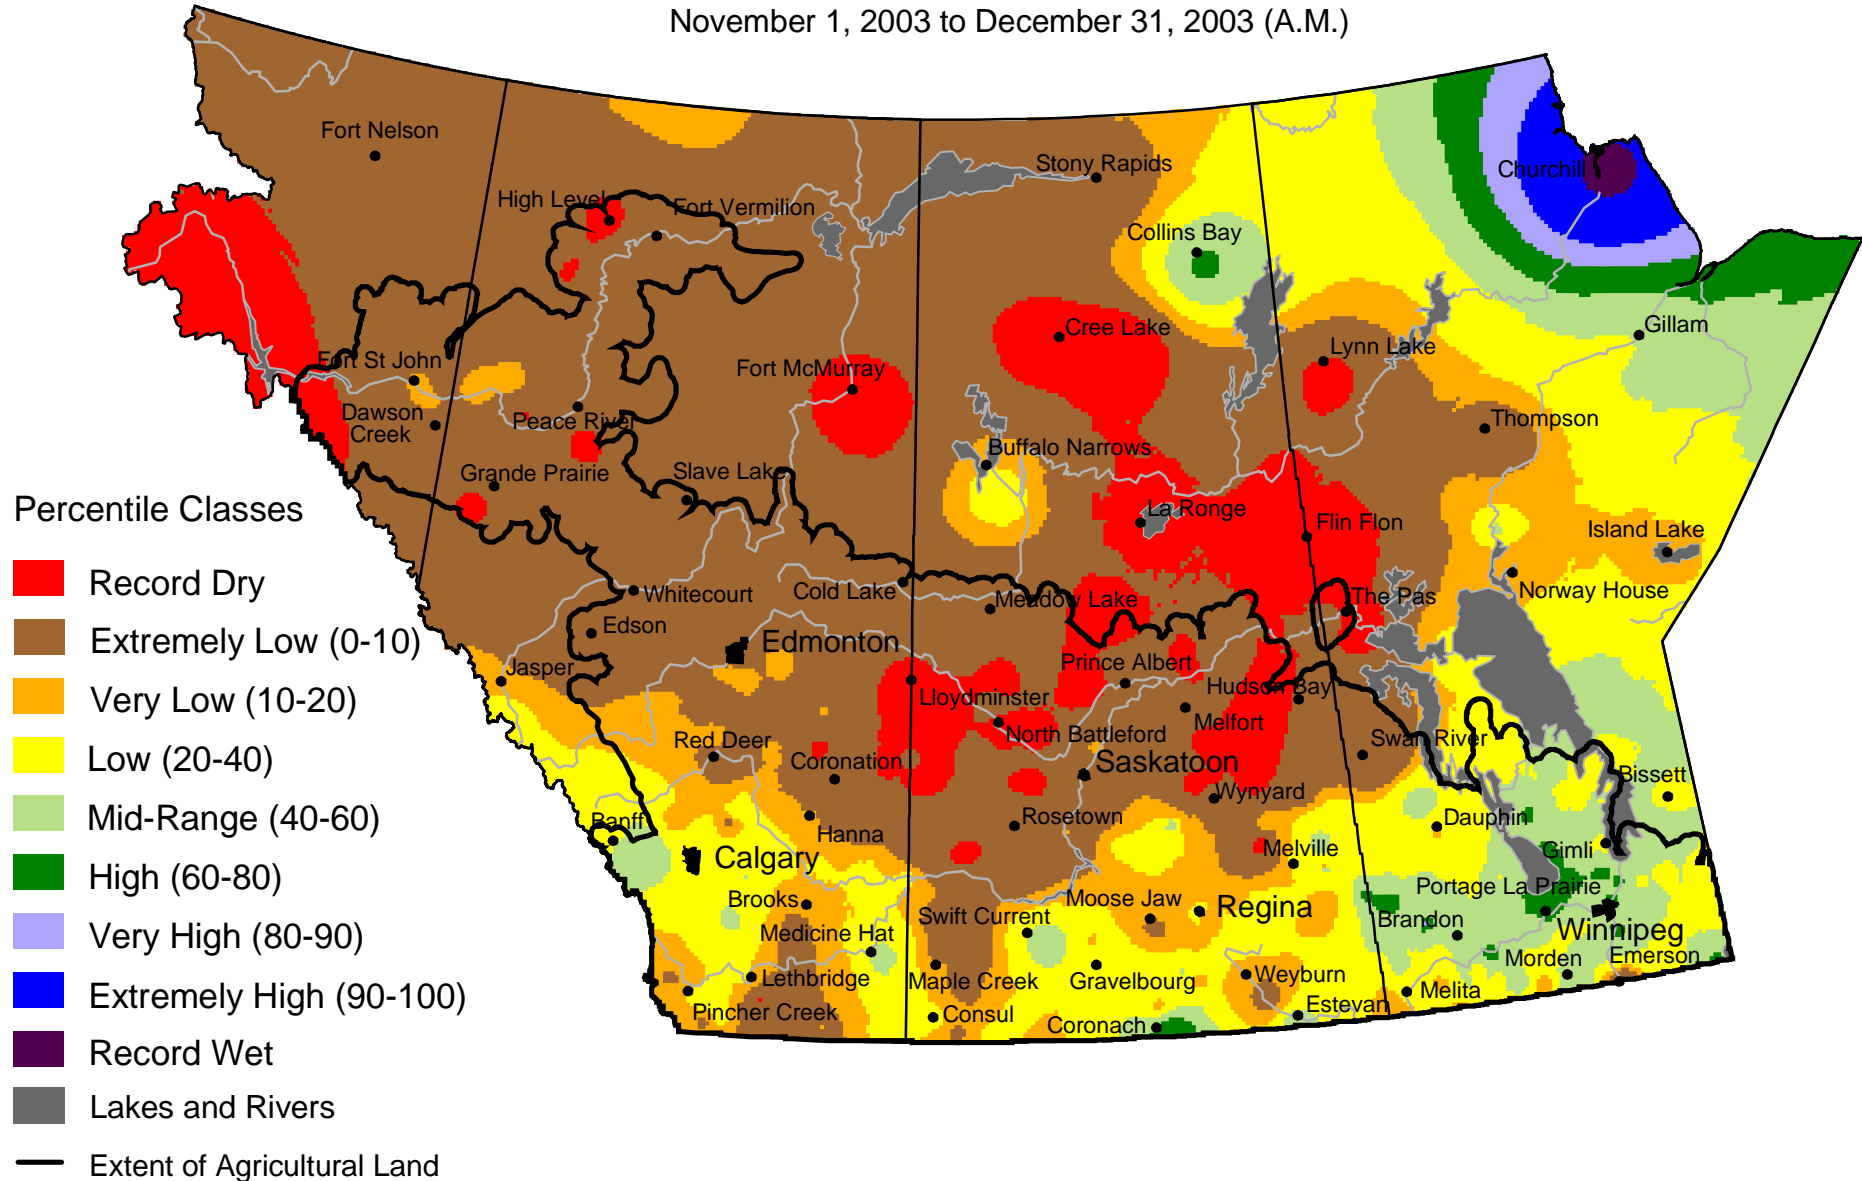 November 1, 2003 to December 31, 2003 (A.M.)
Fort Nelson
Stony Rapids
Churchill
High Level
Fort Vermilion
Collins Bay
Gillam
Cree Lake
Lynn Lake
Fort St John
Fort McMurray
Dawson
Creek
Peace River
Thompson
Buffalo Narrows
Grande Prairie
Slave Lake
La Ronge
Flin Flon
Island Lake
Whitecourt
Cold Lake
Meadow Lake
The Pas
Norway House
Edson
Edmonton
Jasper
Prince Albert
Lloydminster
Hudson Bay
Melfort
North Battleford
Red Deer
Swan River
Coronation
Saskatoon
Bissett
Wynyard
Banff
Hanna
Rosetown
Dauphin
Calgary
Melville
Gimli
Portage La Prairie
Brooks
Swift Current
Moose Jaw
Regina
Brandon
Medicine Hat
Winnipeg
Morden
Emerson
Lethbridge
Maple Creek
Gravelbourg
Weyburn
Melita
Pincher Creek
Consul
Coronach
Estevan
Percentile Classes
Record Dry
Extremely Low (0-10)
Very Low (10-20)
Low (20-40)
Mid-Range (40-60)
High (60-80)
Very High (80-90)
Extremely High (90-100)
Record Wet
Lakes and Rivers
Extent of Agricultural Land